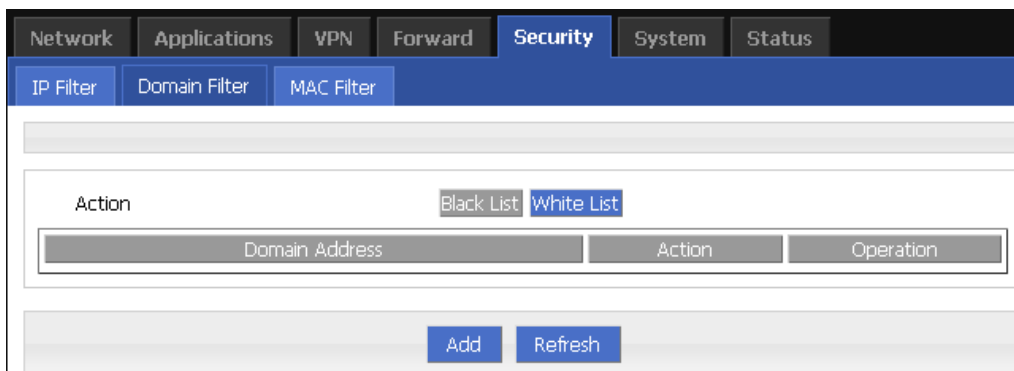 Network Applications VPN Forward Security System Status
IP Filter Domain Filter MAC Filter
Action Black List White List
Domain Address Action Operation
Add Refresh